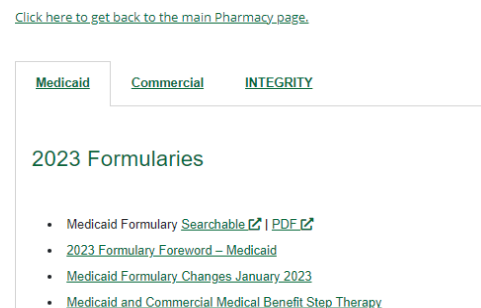 Click here to get back to the main Pharmacy page.
Medicaid Commercial INTEGRITY
2023 Formularies
• Medicaid Formulary Searchable | PDF
• 2023 Formulary Foreword – Medicaid
• Medicaid Formulary Changes January 2023
• Medicaid and Commercial Medical Benefit Step Therapy